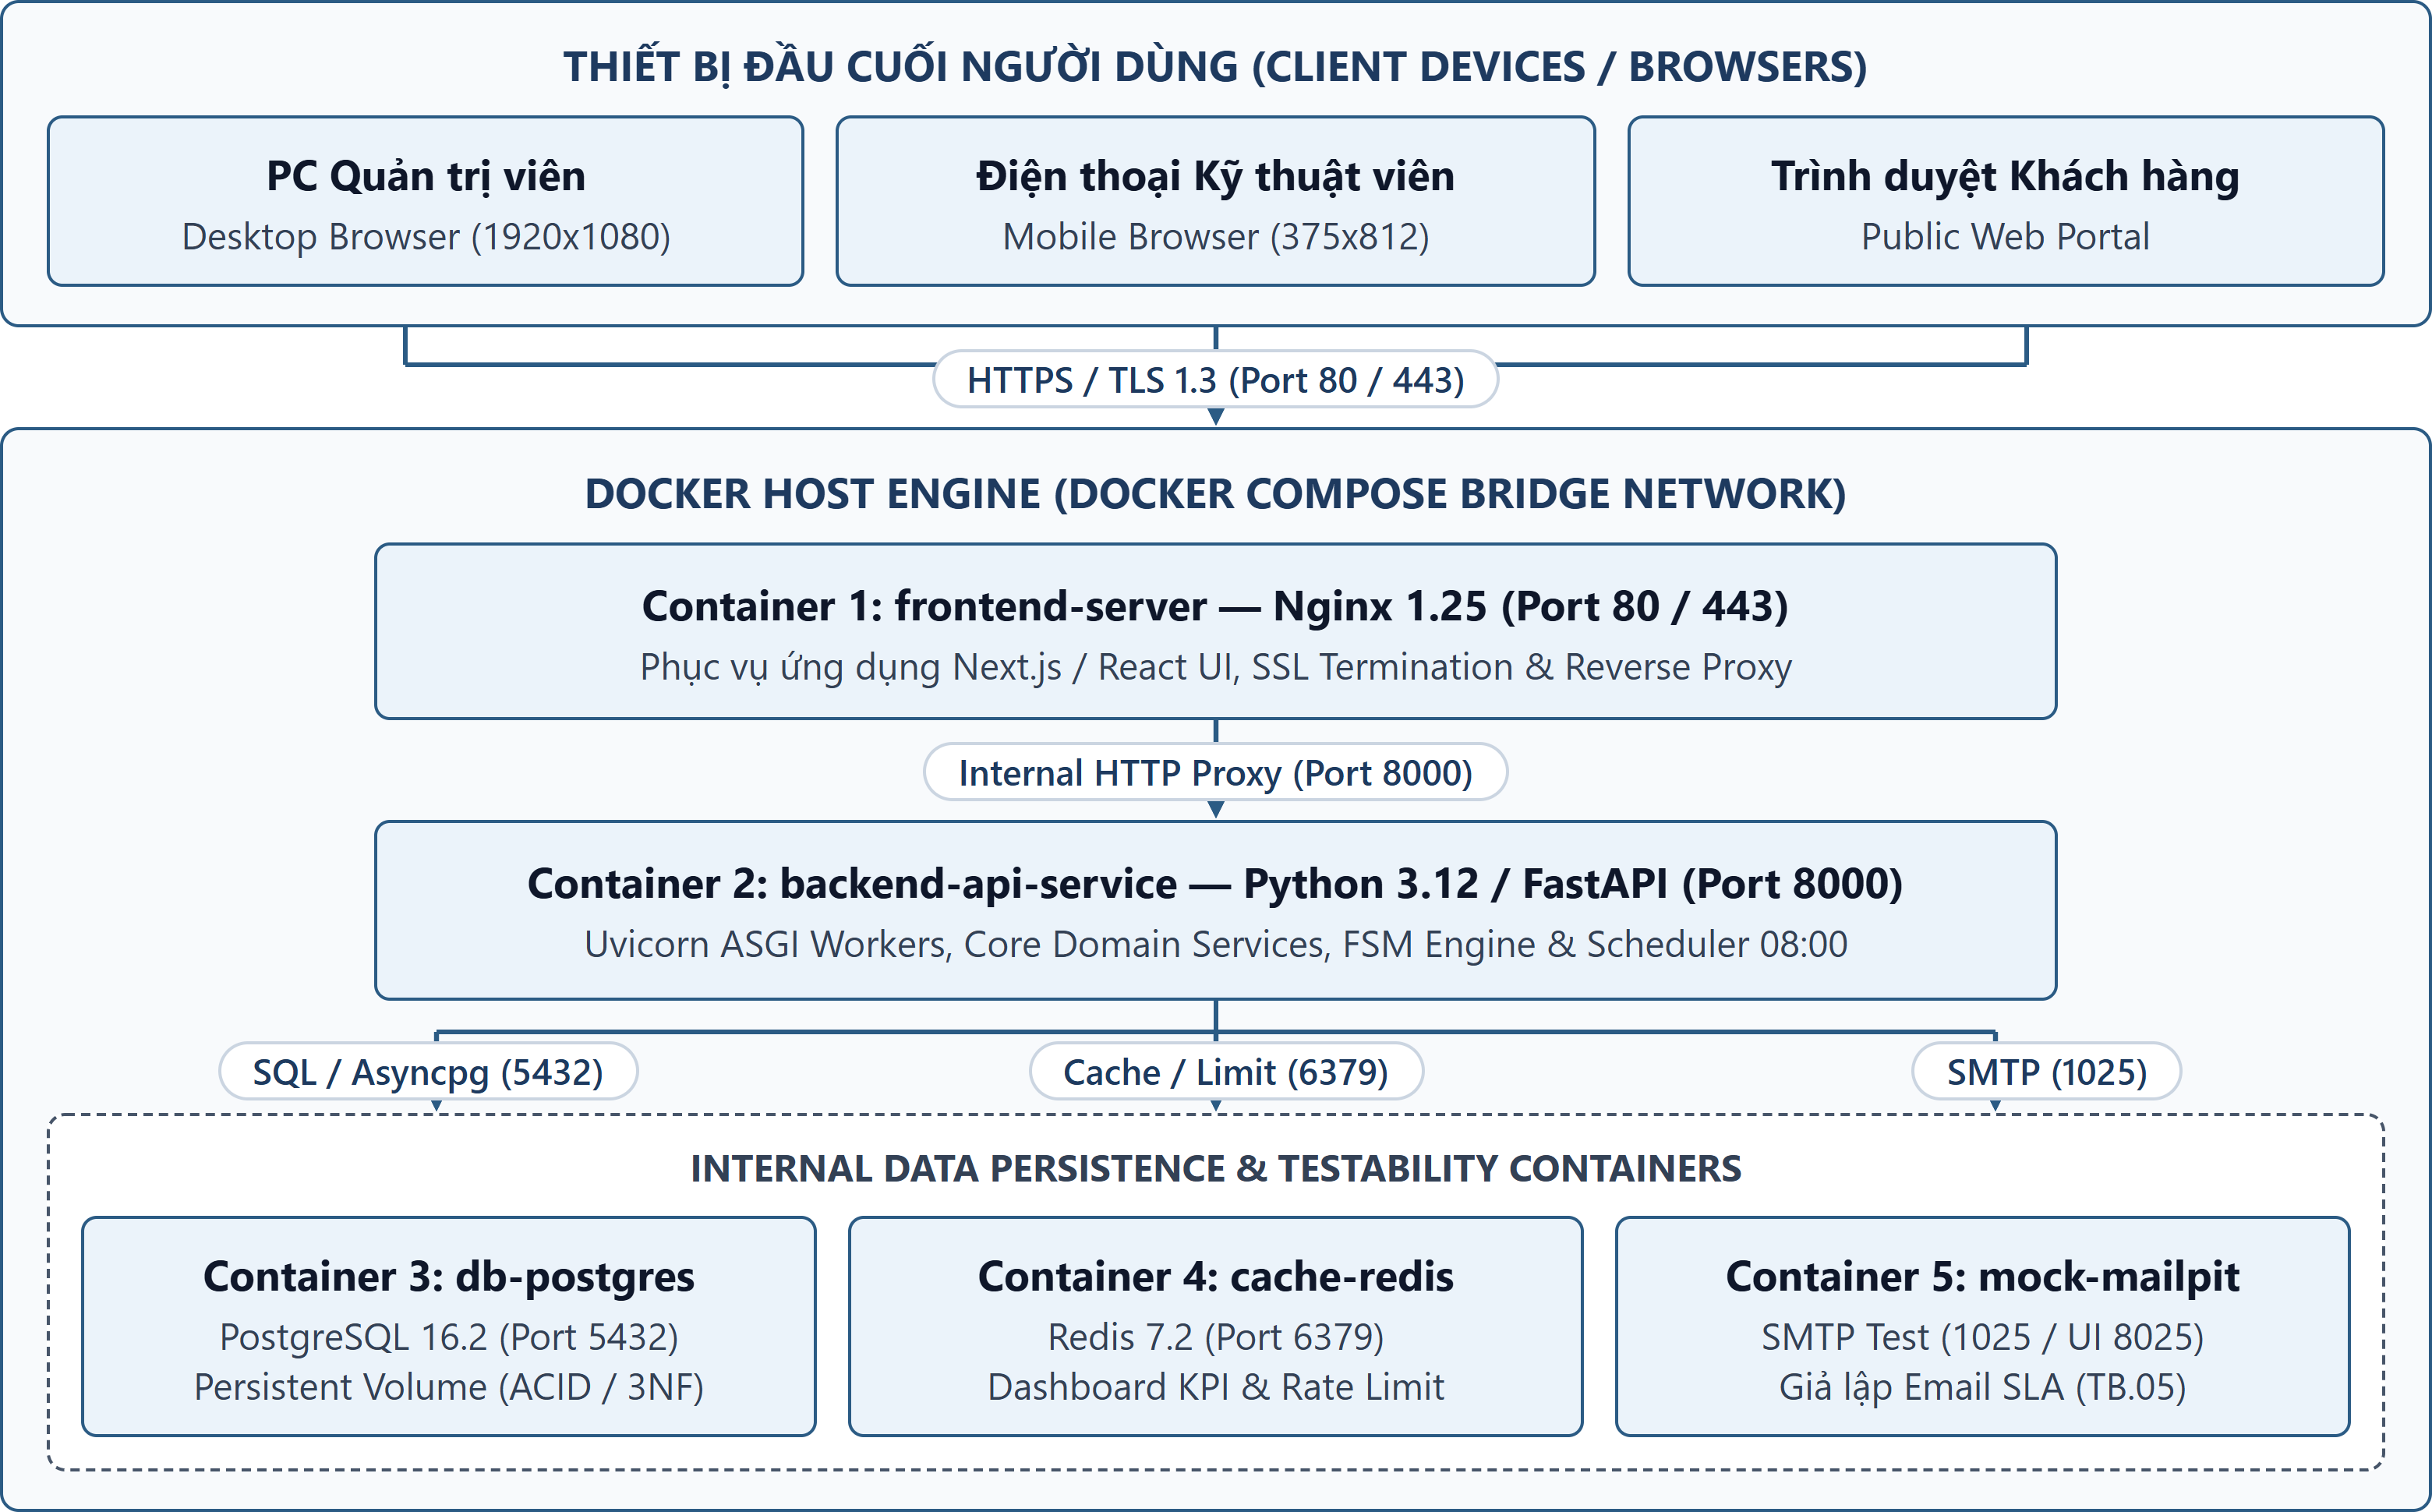 THIẾT BỊ ĐẦU CUỐI NGƯỜI DÙNG (CLIENT DEVICES / BROWSERS)
PC Quản trị viên
Desktop Browser (1920x1080)
Điện thoại Kỹ thuật viên
Mobile Browser (375x812)
Trình duyệt Khách hàng
Public Web Portal
HTTPS / TLS 1.3 (Port 80 / 443)
DOCKER HOST ENGINE (DOCKER COMPOSE BRIDGE NETWORK)
Container 1: frontend-server — Nginx 1.25 (Port 80 / 443)
Phục vụ ứng dụng Next.js / React UI, SSL Termination & Reverse Proxy
Internal HTTP Proxy (Port 8000)
Container 2: backend-api-service — Python 3.12 / FastAPI (Port 8000)
Uvicorn ASGI Workers, Core Domain Services, FSM Engine & Scheduler 08:00
SQL / Asyncpg (5432)
Cache / Limit (6379)
SMTP (1025)
INTERNAL DATA PERSISTENCE & TESTABILITY CONTAINERS
Container 3: db-postgres
PostgreSQL 16.2 (Port 5432)
Persistent Volume (ACID / 3NF)
Container 4: cache-redis
Redis 7.2 (Port 6379)
Dashboard KPI & Rate Limit
Container 5: mock-mailpit
SMTP Test (1025 / UI 8025)
Giả lập Email SLA (TB.05)